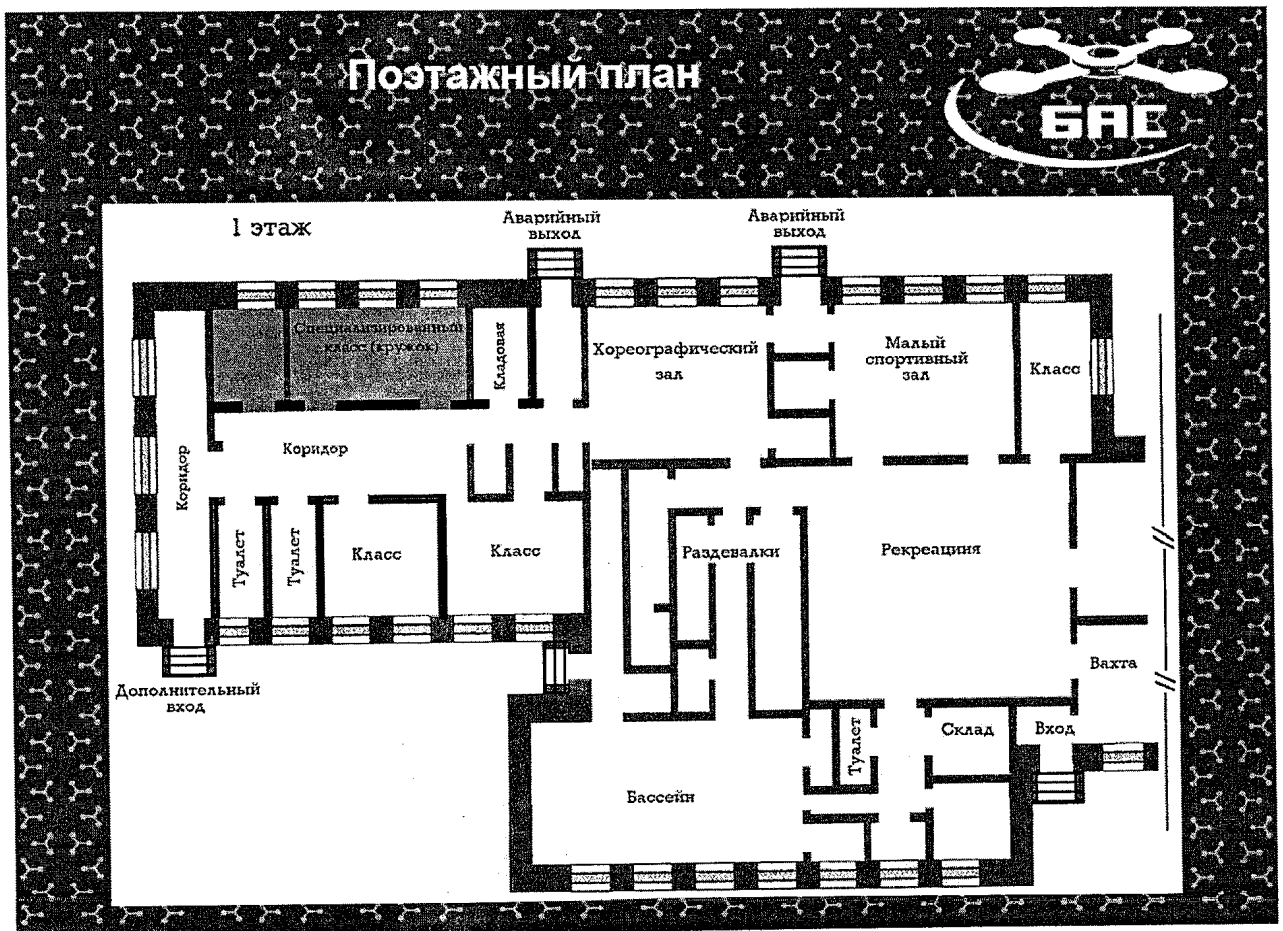 Поэтажный план
БАС
1 этаж
Аварийный
выход
Аварийный
выход
Специализированный
класс (кружок)
Кладовая
Хореографический
зал
Малый
спортивный
зал
Класс
Коридор
Коридор
Туалет
Туалет
Класс
Класс
Раздевалки
Рекреациия
Вахта
Дополнительный
вход
Склад
Вход
Туалет
Бассейн